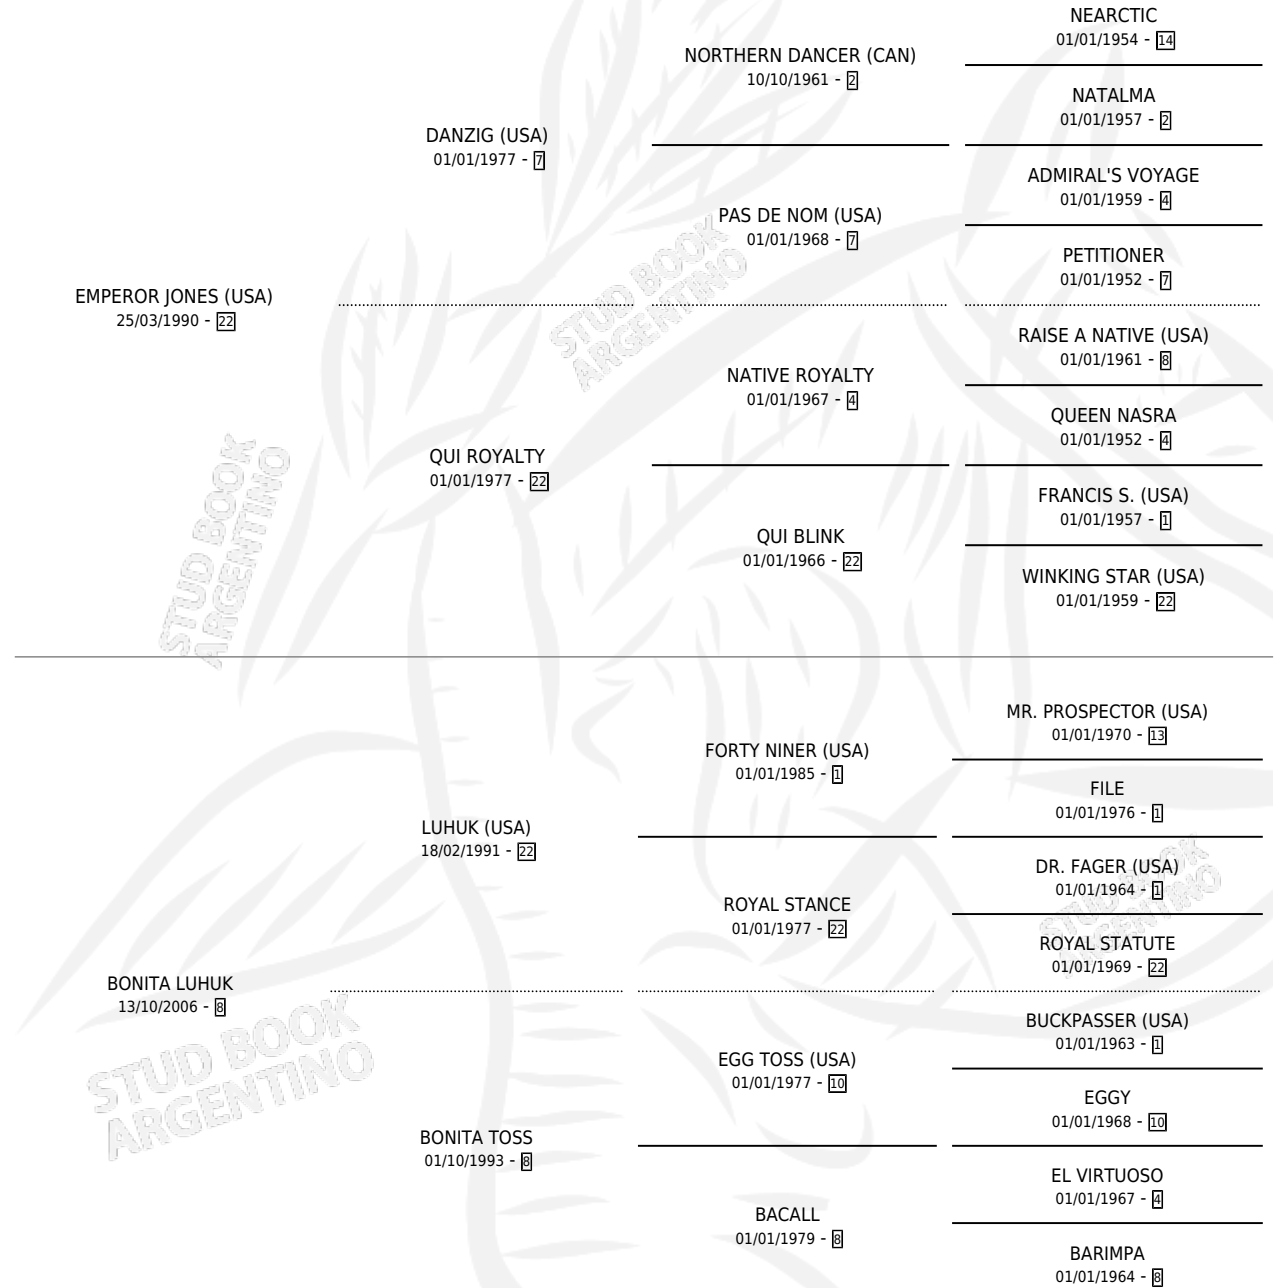 NEARCTIC
01/01/1954 - 14
NORTHERN DANCER (CAN)
10/10/1961 - 2
NATALMA
01/01/1957 - 2
DANZIG (USA)
01/01/1977 - 7
ADMIRAL'S VOYAGE
01/01/1959 - 4
PAS DE NOM (USA)
01/01/1968 - 7
PETITIONER
01/01/1952 - 7
EMPEROR JONES (USA)
25/03/1990 - 22
STUD BOOK
ARGENTINO
RAISE A NATIVE (USA)
01/01/1961 - 8
NATIVE ROYALTY
01/01/1967 - 4
QUEEN NASRA
01/01/1952 - 4
QUI ROYALTY
01/01/1977 - 22
FRANCIS S. (USA)
01/01/1957 - 1
QUI BLINK
01/01/1966 - 22
WINKING STAR (USA)
01/01/1959 - 22
STUD BOOK
ARGENTINO
MR. PROSPECTOR (USA)
01/01/1970 - 13
FORTY NINER (USA)
01/01/1985 - 1
FILE
01/01/1976 - 1
LUHUK (USA)
18/02/1991 - 22
DR. FAGER (USA)
01/01/1964 - 1
ROYAL STANCE
01/01/1977 - 22
ROYAL STATUTE
01/01/1969 - 22
STUD BOOK
ARGENTINO
BONITA LUHUK
13/10/2006 - 8
BUCKPASSER (USA)
01/01/1963 - 1
EGG TOSS (USA)
01/01/1977 - 10
EGGY
01/01/1968 - 10
STUD BOOK
ARGENTINO
BONITA TOSS
01/10/1993 - 8
EL VIRTUOSO
01/01/1967 - 4
BACALL
01/01/1979 - 8
BARIMPA
01/01/1964 - 8